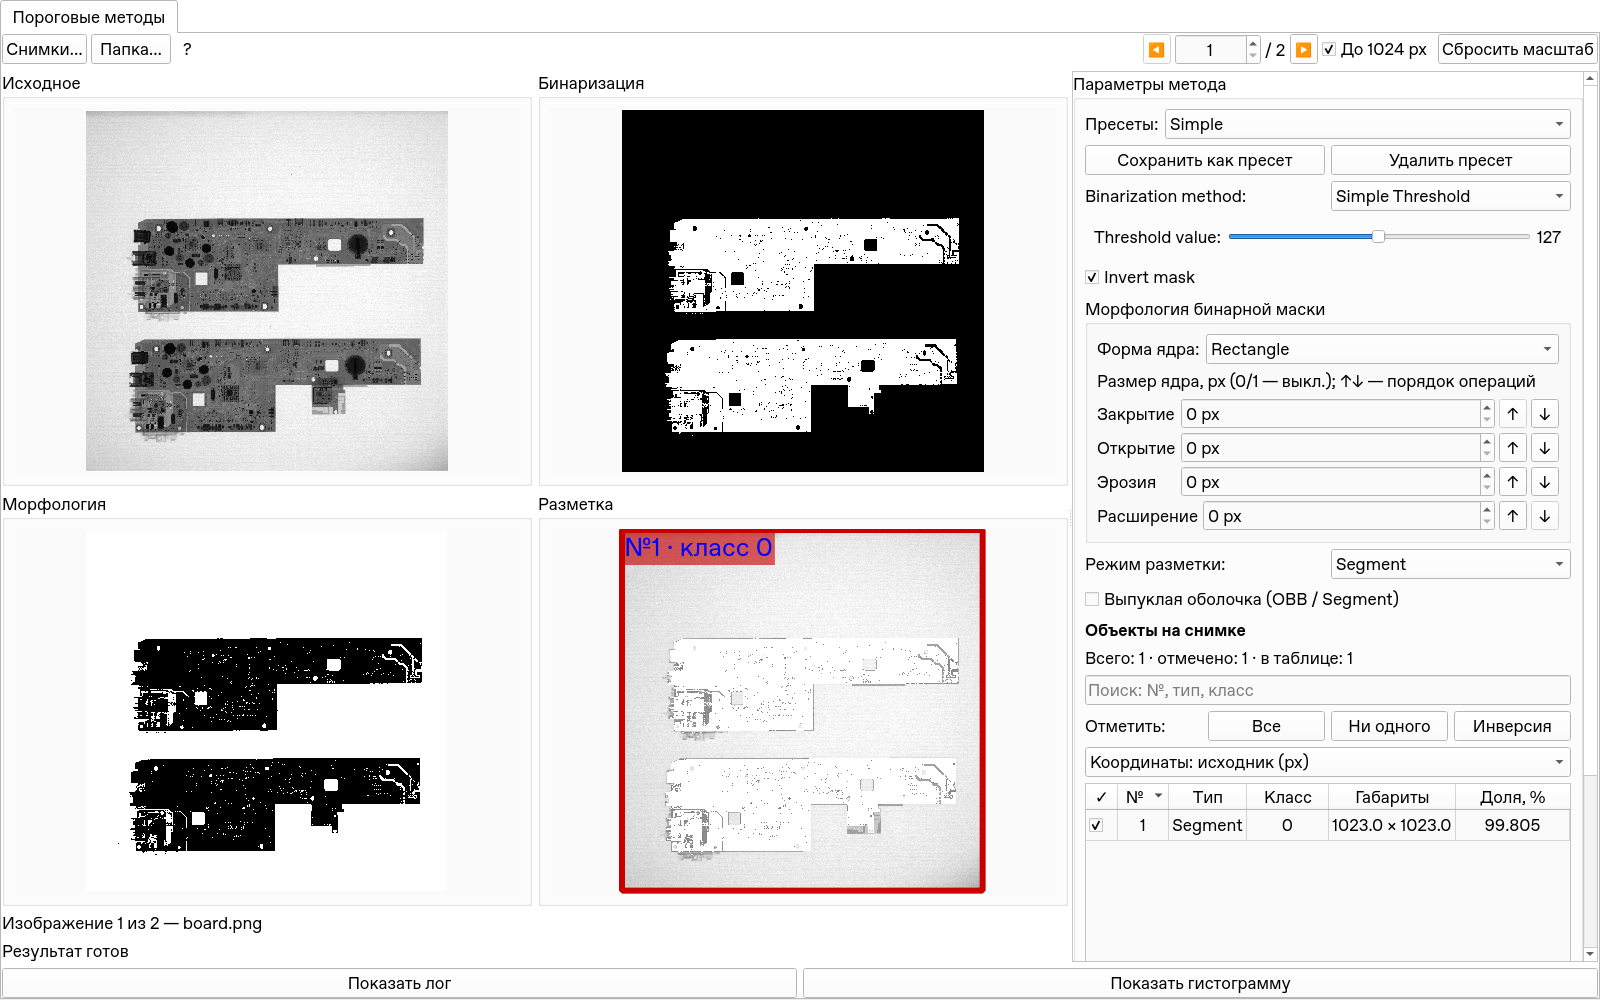 Пороговые методы
Снимки... Папка... ? 1 / 2 До 1024 px Сбросить масштаб
Исходное
Бинаризация
Морфология
Разметка
№1 · класс 0
Изображение 1 из 2 — board.png
Результат готов
Параметры метода
Пресеты: Simple
Сохранить как пресет Удалить пресет
Binarization method: Simple Threshold
Threshold value: 127
Invert mask
Морфология бинарной маски
Форма ядра: Rectangle
Размер ядра, px (0/1 — выкл.); ↑↓ — порядок операций
Закрытие 0 px ↑ ↓
Открытие 0 px ↑ ↓
Эрозия 0 px ↑ ↓
Расширение 0 px ↑ ↓
Режим разметки: Segment
Выпуклая оболочка (OBB / Segment)
Объекты на снимке
Всего: 1 · отмечено: 1 · в таблице: 1
Поиск: №, тип, класс
Отметить: Все Ни одного Инверсия
Координаты: исходник (px)
✓ № Тип Класс Габариты Доля, %
1 Segment 0 1023.0 × 1023.0 99.805
Показать лог Показать гистограмму